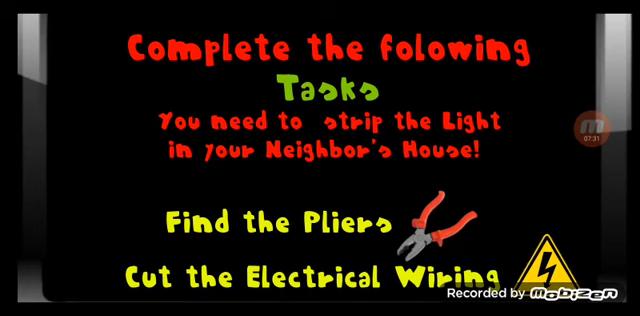 Complete the folowing
Tasks
You need to strip the Light
in your Neighbor's House!
07:31
Find the Pliers
Cut the Electrical Wiring
Recorded by mobizen